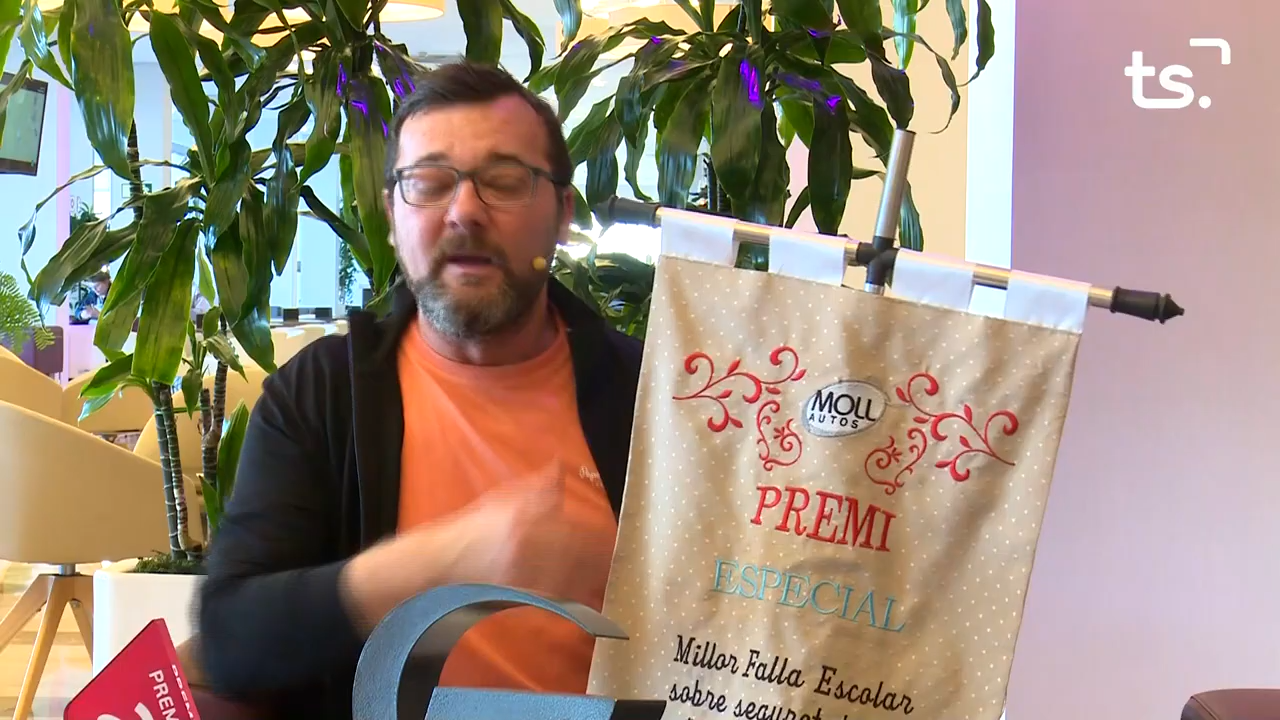 ts.
MOLL
AUTOS
PREMI
ESPECIAL
Millor Falla Escolar
sobre
PREM